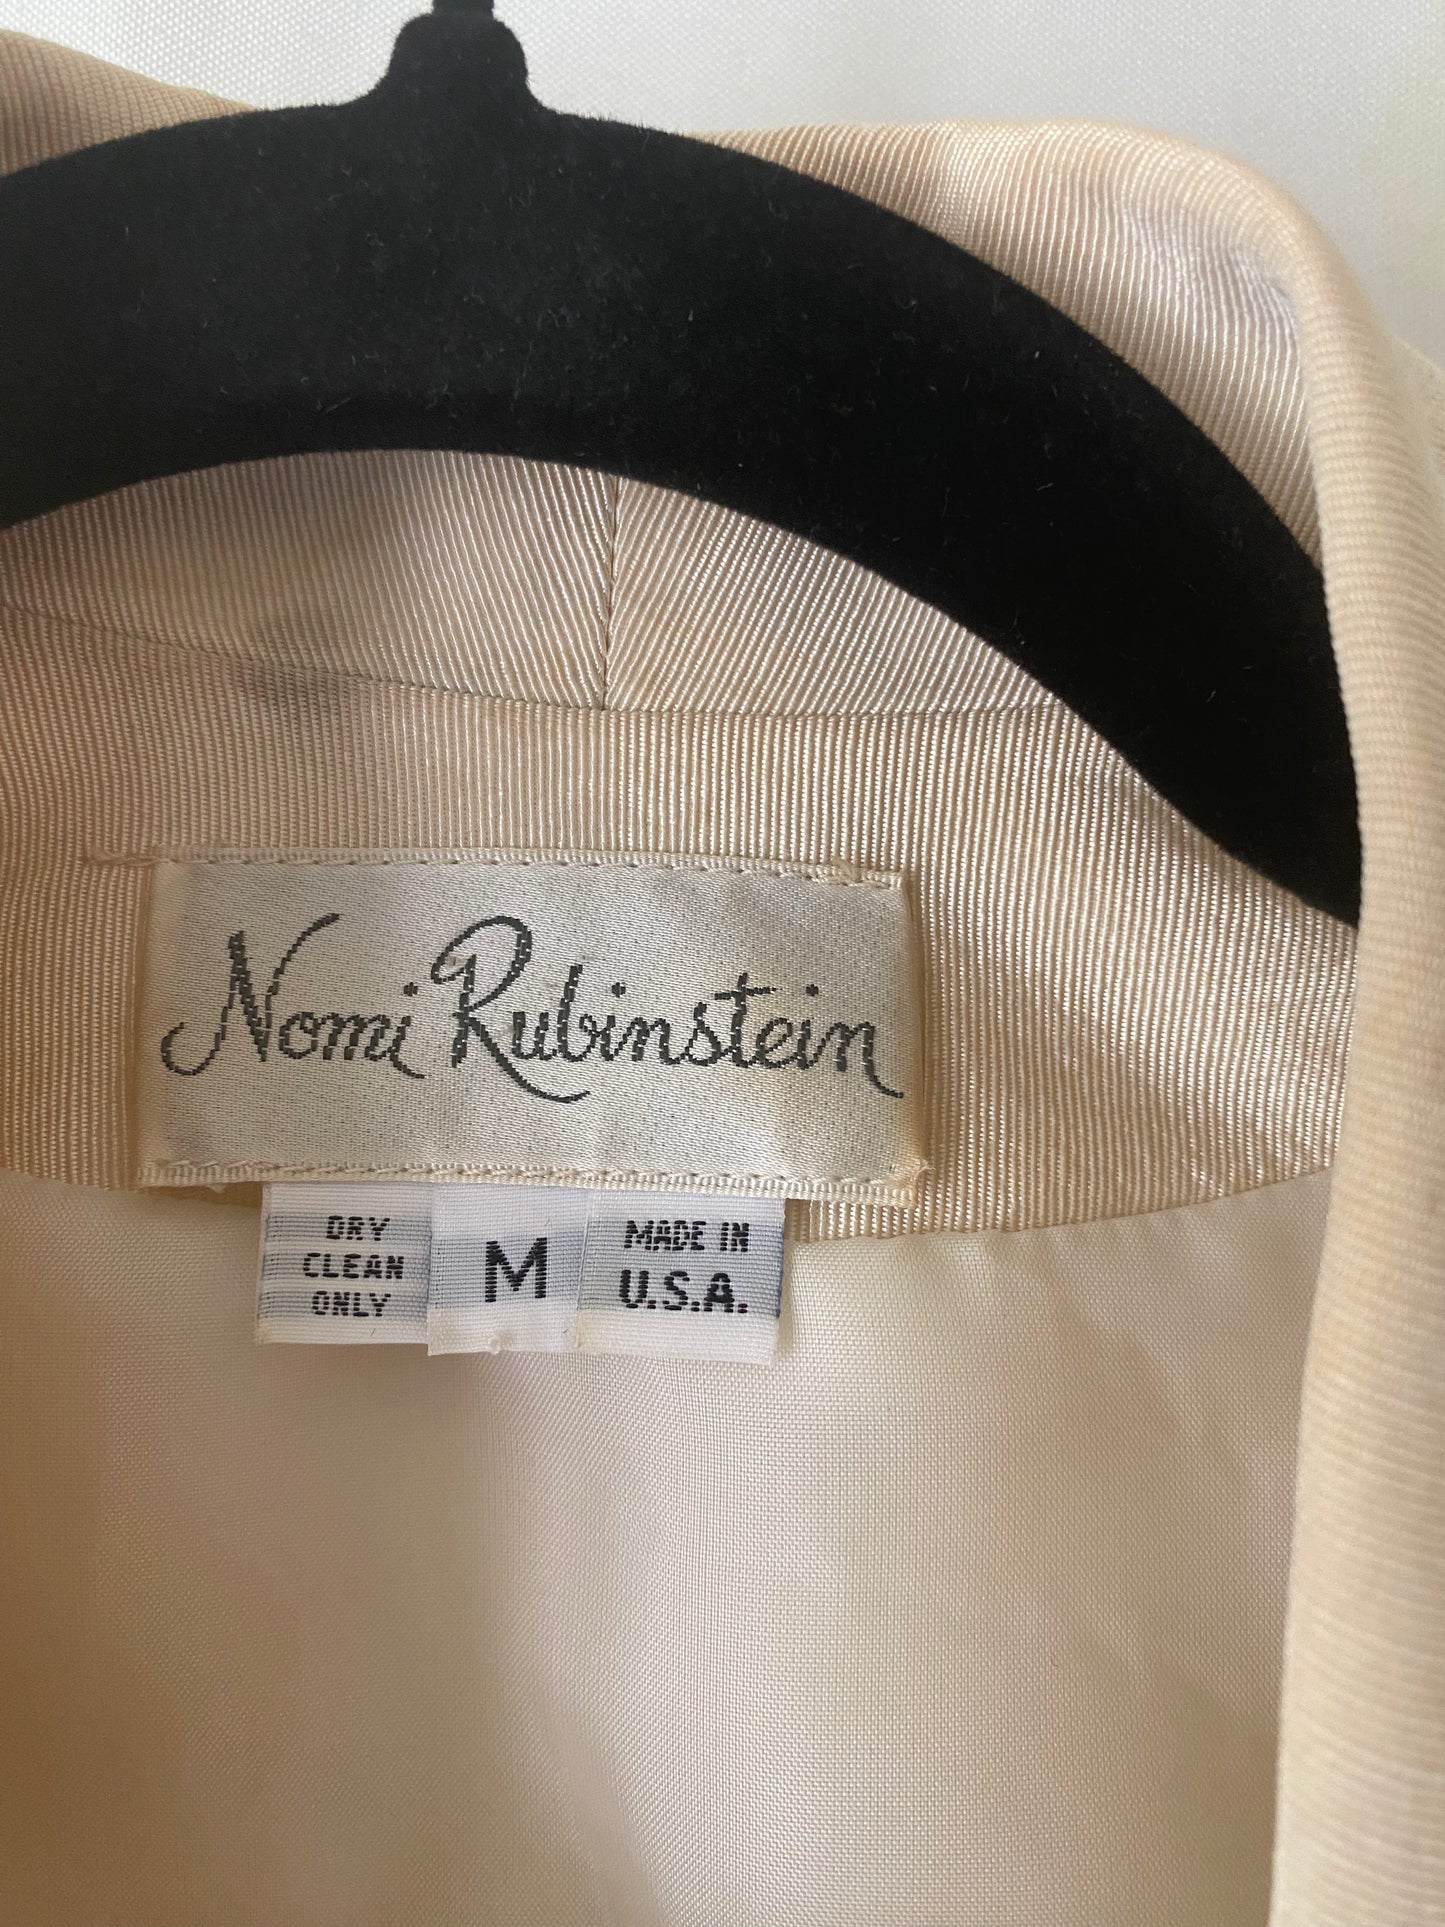 Nomi Rubinstein
DRY
CLEAN
ONLY
M
MADE IN
U.S.A.